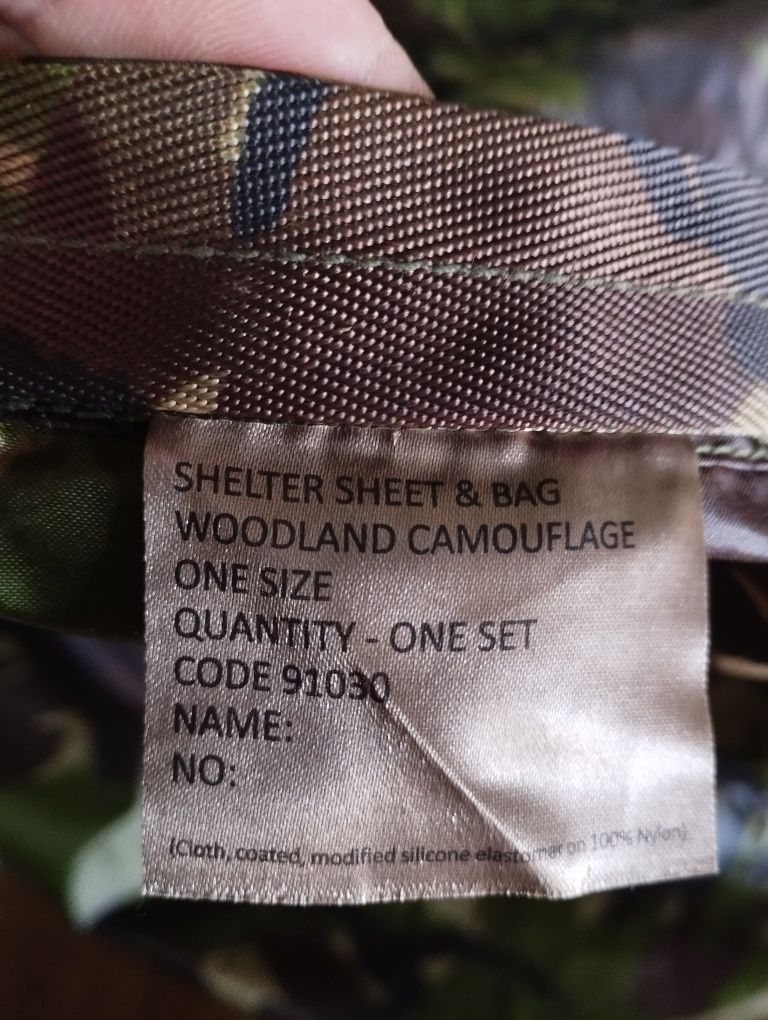 SHELTER SHEET & BAG
WOODLAND CAMOUFLAGE
ONE SIZE
QUANTITY - ONE SET
CODE 91030
NAME:
NO:
(Cloth, coated, modified silicone elastomer on 100% Nylon)